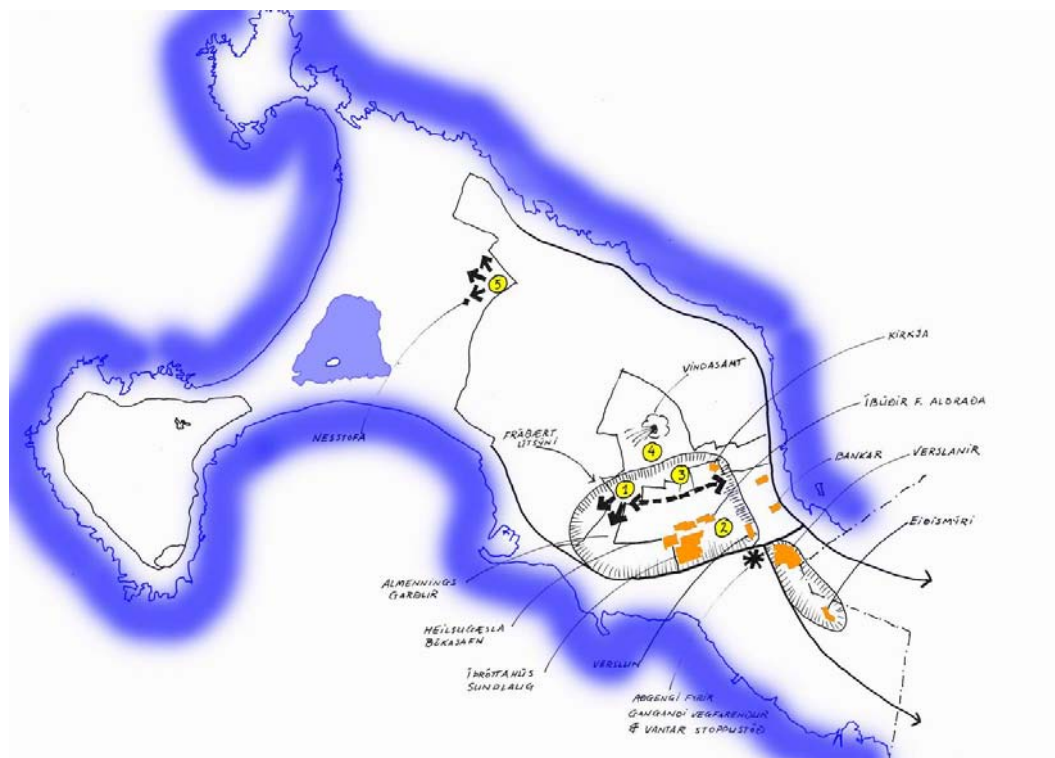 5
KIRKJA
VINDASAMT
ÍBÚÐIR F. ALDRAÐA
NESSTOFA
FRÁBÆRT
ÚTSÝNI
BANKAR
VERSLANIR
4
3
1
2
EIÐISMÝRI
ALMENNINGS
GARÐUR
HEILSUGÆSLA
BÓKASAFN
ÍÞRÓTTAHÚS
SUNDLAUG
VERSLUN
AÐGENGI FYRIR
GANGANDI VEGFARENDUR
& VANTAR STOPPUSTÖÐ